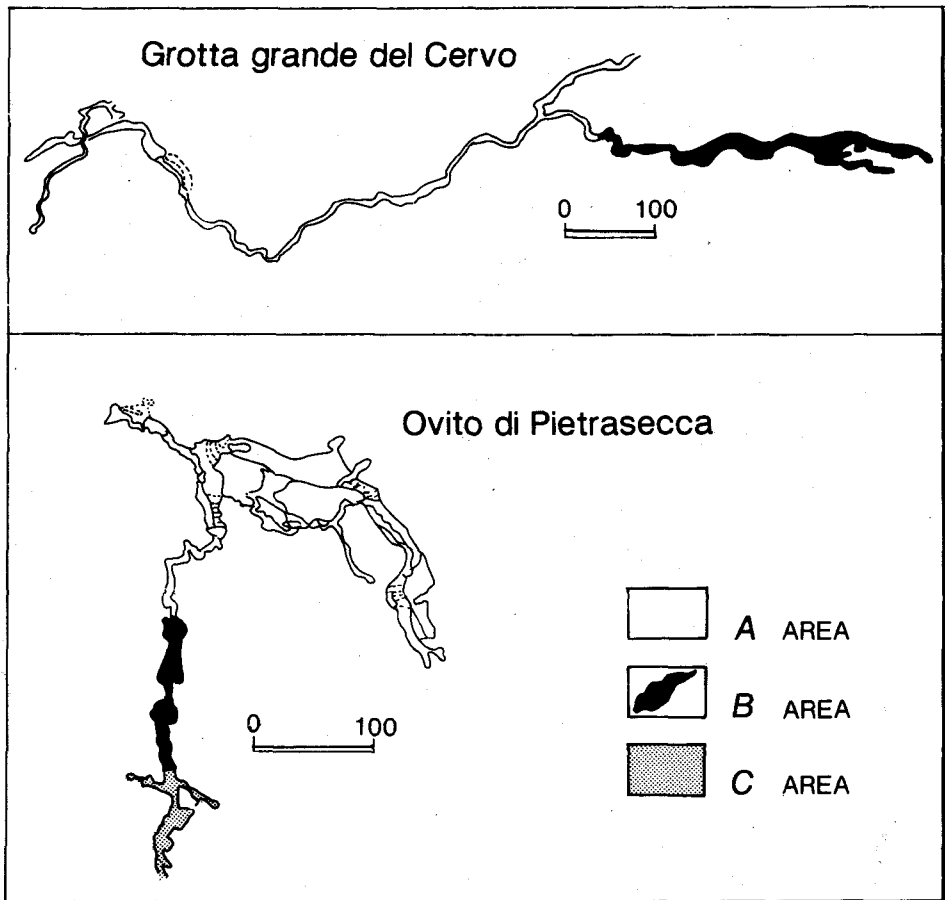 Grotta grande del Cervo
0 100
Ovito di Pietrasecca
0 100
A AREA
B AREA
C AREA